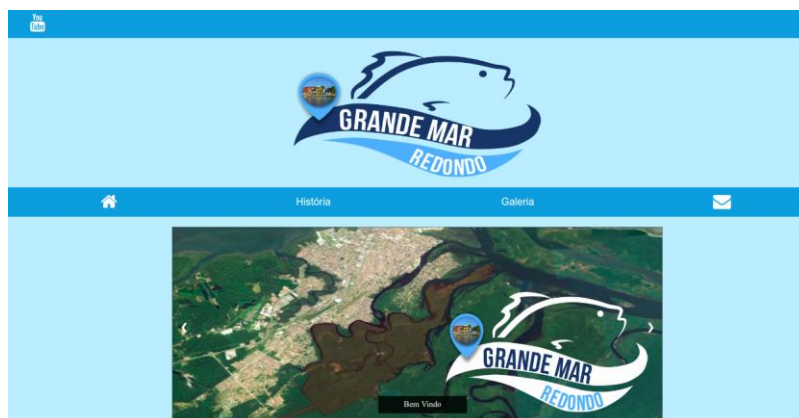 You
Tube
GRANDE MAR
REDONDO
História
Galeria
GRANDE MAR
REDONDO
Bem Vindo